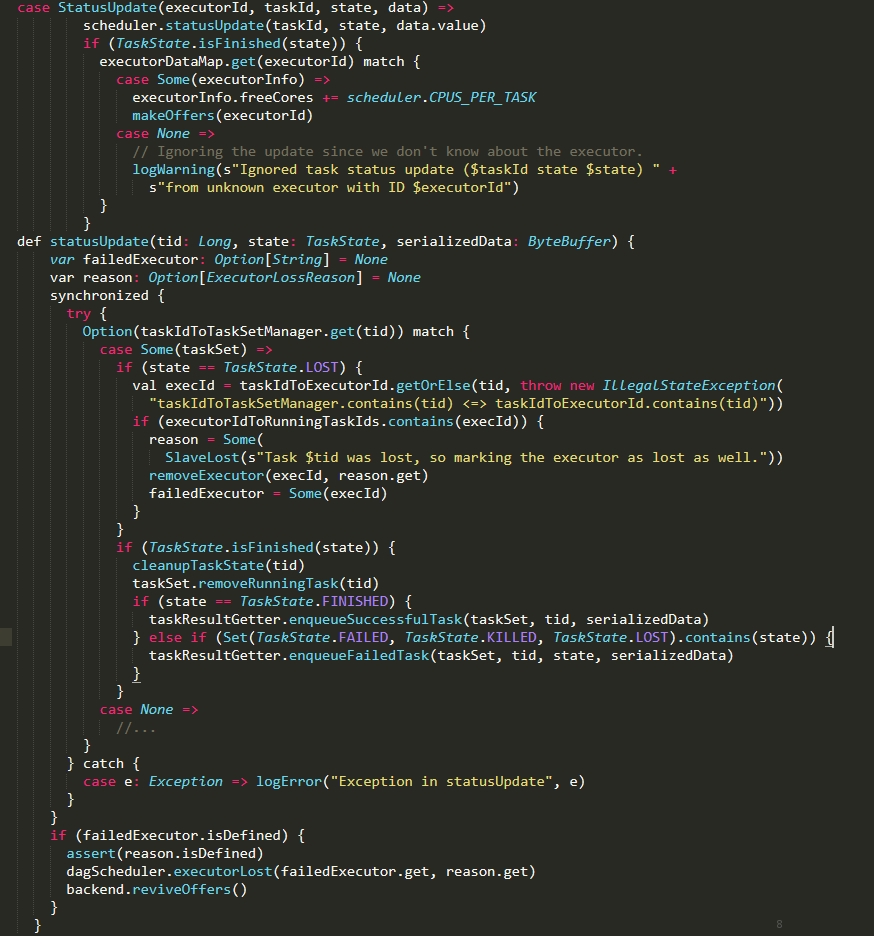 case StatusUpdate(executorId, taskId, state, data) =>
scheduler.statusUpdate(taskId, state, data.value)
if (TaskState.isFinished(state)) {
executorDataMap.get(executorId) match {
case Some(executorInfo) =>
executorInfo.freeCores += scheduler.CPUS_PER_TASK
makeOffers(executorId)
case None =>
// Ignoring the update since we don't know about the executor.
logWarning(s"Ignored task status update ($taskId state $state) " +
s"from unknown executor with ID $executorId")
}
}
def statusUpdate(tid: Long, state: TaskState, serializedData: ByteBuffer) {
var failedExecutor: Option[String] = None
var reason: Option[ExecutorLossReason] = None
synchronized {
try {
Option(taskIdToTaskSetManager.get(tid)) match {
case Some(taskSet) =>
if (state == TaskState.LOST) {
val execId = taskIdToExecutorId.getOrElse(tid, throw new IllegalStateException(
"taskIdToTaskSetManager.contains(tid) <=> taskIdToExecutorId.contains(tid)"))
if (executorIdToRunningTaskIds.contains(execId)) {
reason = Some(
SlaveLost(s"Task $tid was lost, so marking the executor as lost as well."))
removeExecutor(execId, reason.get)
failedExecutor = Some(execId)
}
}
if (TaskState.isFinished(state)) {
cleanupTaskState(tid)
taskSet.removeRunningTask(tid)
if (state == TaskState.FINISHED) {
taskResultGetter.enqueueSuccessfulTask(taskSet, tid, serializedData)
} else if (Set(TaskState.FAILED, TaskState.KILLED, TaskState.LOST).contains(state)) {
taskResultGetter.enqueueFailedTask(taskSet, tid, state, serializedData)
}
}
case None =>
//...
}
} catch {
case e: Exception => logError("Exception in statusUpdate", e)
}
}
if (failedExecutor.isDefined) {
assert(reason.isDefined)
dagScheduler.executorLost(failedExecutor.get, reason.get)
backend.reviveOffers()
}
}
8